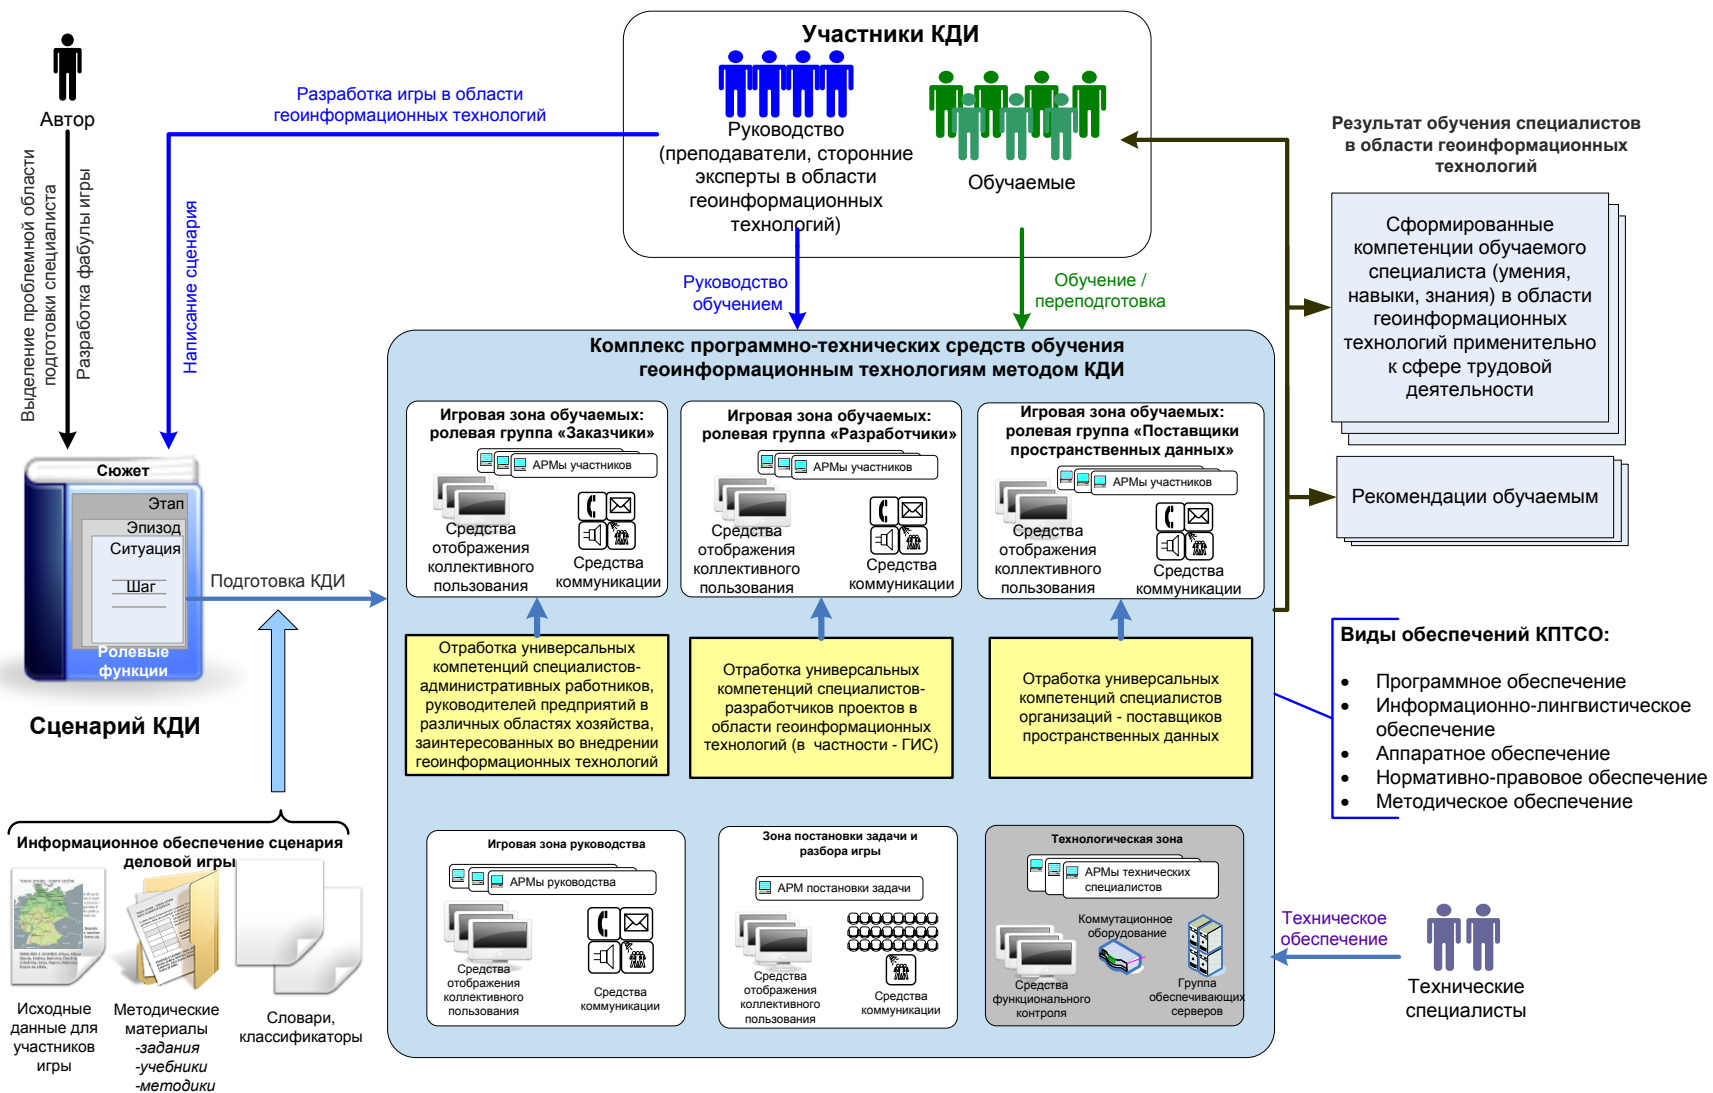 Участники КДИ
Автор
Разработка игры в области
геоинформационных технологий
Руководство
(преподаватели, сторонние
эксперты в области
геоинформационных
технологий)
Обучаемые
Выделение проблемной области
подготовки специалиста
Разработка фабулы игры
Написание сценария
Руководство
обучением
Обучение /
переподготовка
Результат обучения специалистов
в области геоинформационных
технологий
Сформированные
компетенции обучаемого
специалиста (умения,
навыки, знания) в области
геоинформационных
технологий применительно
к сфере трудовой
деятельности
Рекомендации обучаемым
Сюжет
Этап
Эпизод
Ситуация
Шаг
Ролевые
функции
Сценарий КДИ
Подготовка КДИ
Комплекс программно-технических средств обучения
геоинформационным технологиям методом КДИ
Игровая зона обучаемых:
ролевая группа «Заказчики»
АРМы участников
Средства
отображения
коллективного
пользования
Средства
коммуникации
Игровая зона обучаемых:
ролевая группа «Разработчики»
АРМы участников
Средства
отображения
коллективного
пользования
Средства
коммуникации
Игровая зона обучаемых:
ролевая группа «Поставщики
пространственных данных»
АРМы участников
Средства
отображения
коллективного
пользования
Средства
коммуникации
Отработка универсальных
компетенций специалистов-
административных работников,
руководителей предприятий в
различных областях хозяйства,
заинтересованных во внедрении
геоинформационных технологий
Отработка универсальных
компетенций специалистов-
разработчиков проектов в
области геоинформационных
технологий (в частности - ГИС)
Отработка универсальных
компетенций специалистов
организаций - поставщиков
пространственных данных
Виды обеспечений КПТСО:
• Программное обеспечение
• Информационно-лингвистическое
обеспечение
• Аппаратное обеспечение
• Нормативно-правовое обеспечение
• Методическое обеспечение
Информационное обеспечение сценария
деловой игры
Исходные
данные для
участников
игры
Методические
материалы
-задания
-учебники
-методики
Словари,
классификаторы
Игровая зона руководства
АРМы руководства
Средства
отображения
коллективного
пользования
Средства
коммуникации
Зона постановки задачи и
разбора игры
АРМ постановки задачи
Средства
отображения
коллективного
пользования
Средства
коммуникации
Технологическая зона
АРМы технических
специалистов
Коммутационное
оборудование
Средства
функционального
контроля
Группа
обеспечивающих
серверов
Техническое
обеспечение
Технические
специалисты